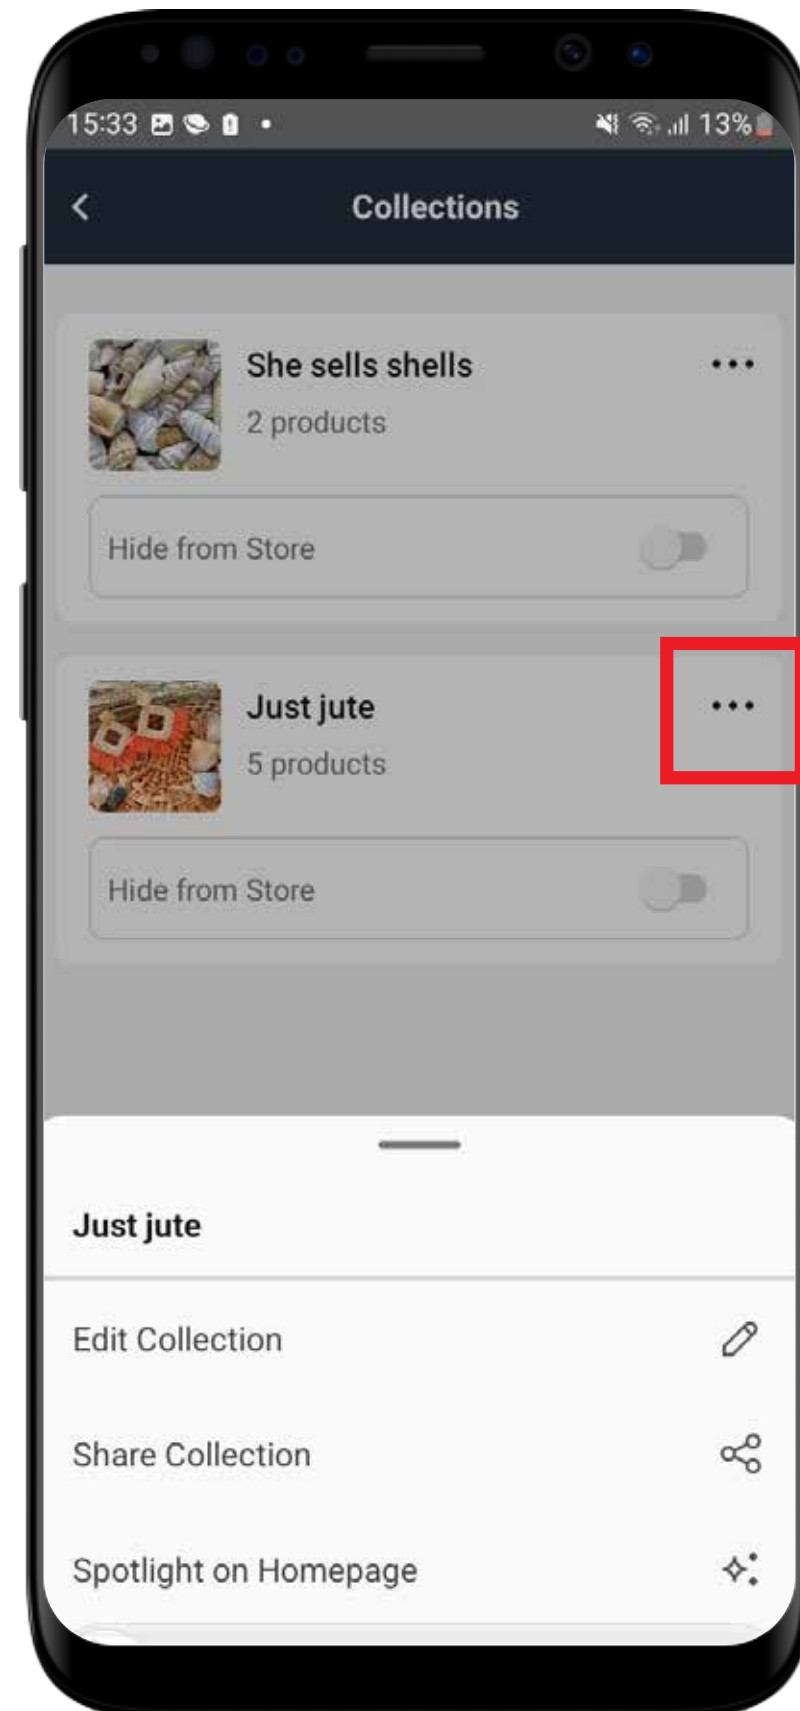 15:33 13%
Collections
She sells shells
2 products
Hide from Store
Just jute
5 products
Hide from Store
Just jute
Edit Collection
Share Collection
Spotlight on Homepage